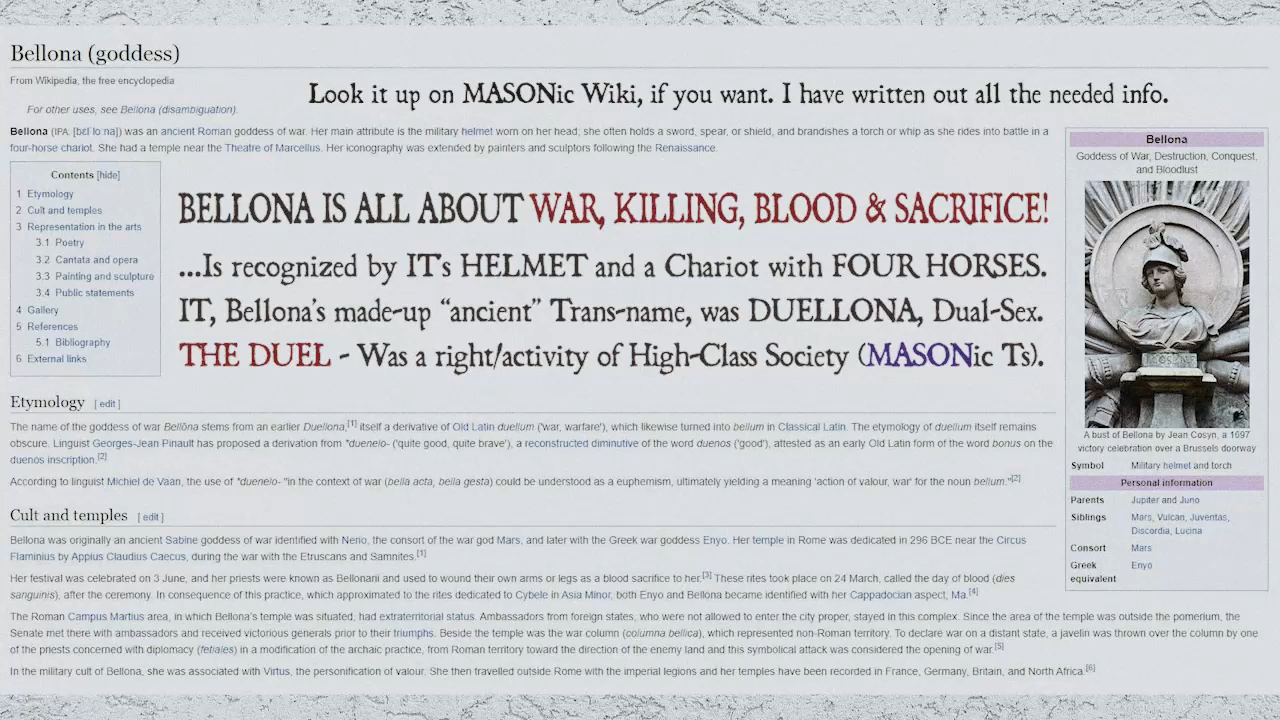 Bellona (goddess)
From Wikipedia, the free encyclopedia
Look it up on MASONic Wiki, if you want. I have written out all the needed info.
For other uses, see Bellona (disambiguation).
Bellona (IPA: [bɛlˈloːna]) was an ancient Roman goddess of war. Her main attribute is the military helmet worn on her head; she often holds a sword, spear, or shield, and brandishes a torch or whip as she rides into battle in a
four-horse chariot. She had a temple near the Theatre of Marcellus. Her iconography was extended by painters and sculptors following the Renaissance.
Contents [hide]
1 Etymology
2 Cult and temples
3 Representation in the arts
3.1 Poetry
3.2 Cantata and opera
3.3 Painting and sculpture
3.4 Public statements
4 Gallery
5 References
5.1 Bibliography
6 External links
BELLONA IS ALL ABOUT WAR, KILLING, BLOOD & SACRIFICE!
...Is recognized by IT's HELMET and a Chariot with FOUR HORSES.
IT, Bellona's made-up "ancient" Trans-name, was DUELLONA, Dual-Sex.
THE DUEL - Was a right/activity of High-Class Society (MASONic Ts).
Bellona
Goddess of War, Destruction, Conquest,
and Bloodlust
A bust of Bellona by Jean Cosyn, a 1697
victory celebration over a Brussels doorway
Symbol Military helmet and torch
Personal information
Parents Jupiter and Juno
Siblings Mars, Vulcan, Juventas,
Discordia, Lucina
Consort Mars
Greek Enyo
equivalent
Etymology [ edit ]
The name of the goddess of war Bellōna stems from an earlier Duellona,[1] itself a derivative of Old Latin duellum ('war, warfare'), which likewise turned into bellum in Classical Latin. The etymology of duellum itself remains
obscure. Linguist Georges-Jean Pinault has proposed a derivation from *duenelo- ('quite good, quite brave'), a reconstructed diminutive of the word duenos ('good'), attested as an early Old Latin form of the word bonus on the
duenos inscription.[2]
According to linguist Michiel de Vaan, the use of *duenelo- "in the context of war (bella acta, bella gesta) could be understood as a euphemism, ultimately yielding a meaning 'action of valour, war' for the noun bellum."[2]
Cult and temples [ edit ]
Bellona was originally an ancient Sabine goddess of war identified with Nerio, the consort of the war god Mars, and later with the Greek war goddess Enyo. Her temple in Rome was dedicated in 296 BCE near the Circus
Flaminius by Appius Claudius Caecus, during the war with the Etruscans and Samnites.[1]
Her festival was celebrated on 3 June, and her priests were known as Bellonarii and used to wound their own arms or legs as a blood sacrifice to her.[3] These rites took place on 24 March, called the day of blood (dies
sanguinis), after the ceremony. In consequence of this practice, which approximated to the rites dedicated to Cybele in Asia Minor, both Enyo and Bellona became identified with her Cappadocian aspect, Ma.[4]
The Roman Campus Martius area, in which Bellona's temple was situated, had extraterritorial status. Ambassadors from foreign states, who were not allowed to enter the city proper, stayed in this complex. Since the area of the temple was outside the pomerium, the
Senate met there with ambassadors and received victorious generals prior to their triumphs. Beside the temple was the war column (columna bellica), which represented non-Roman territory. To declare war on a distant state, a javelin was thrown over the column by one
of the priests concerned with diplomacy (fetiales) in a modification of the archaic practice, from Roman territory toward the direction of the enemy land and this symbolical attack was considered the opening of war.[5]
In the military cult of Bellona, she was associated with Virtus, the personification of valour. She then travelled outside Rome with the imperial legions and her temples have been recorded in France, Germany, Britain, and North Africa.[6]